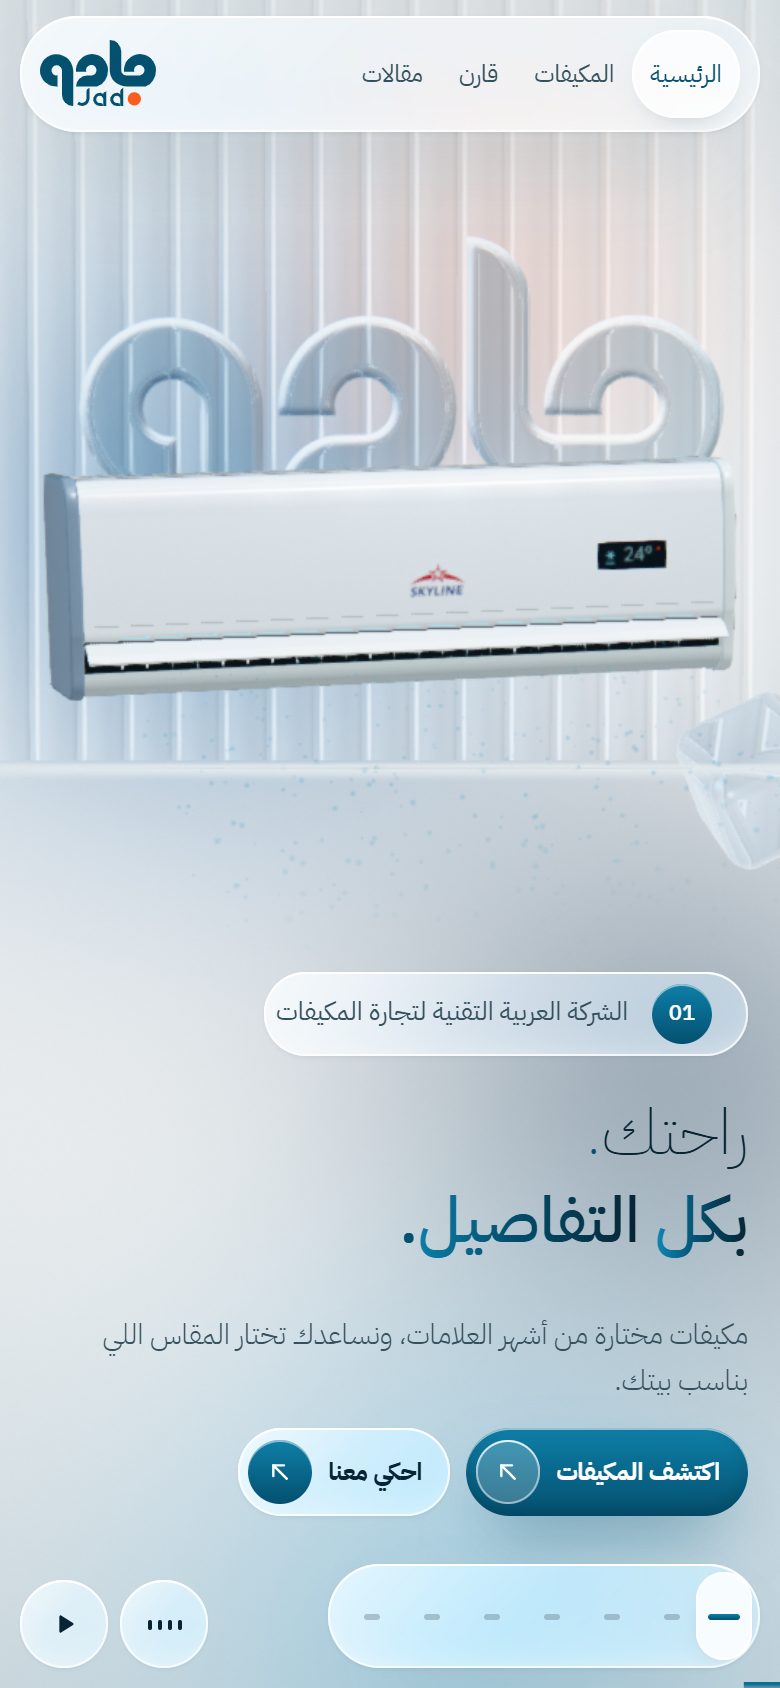 الرئيسية
المكيفات
قارن
مقالات
جادو
Jado
جادو
24°
SKYLINE
01
الشركة العربية التقنية لتجارة المكيفات
راحتك.
بكل التفاصيل.
مكيفات مختارة من أشهر العلامات، ونساعدك تختار المقاس اللي
يناسب بيتك.
اكتشف المكيفات
احكي معنا